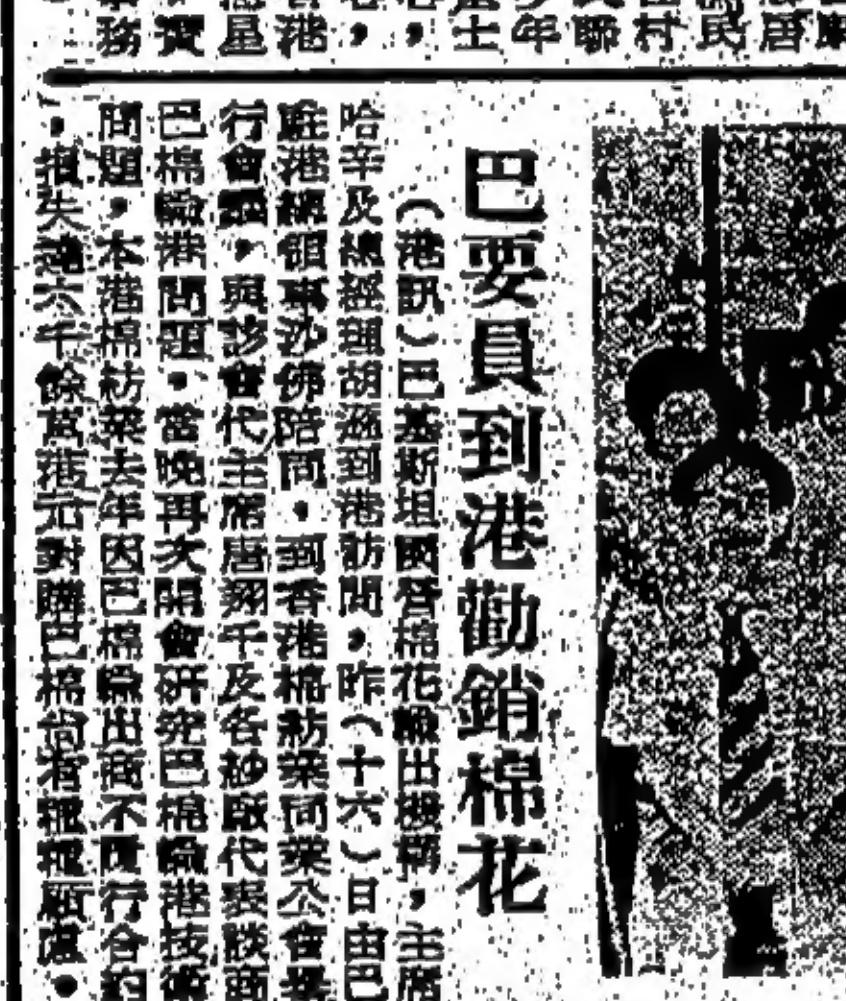 巴要員到港勸銷棉花
（港訊）巴基斯坦國營棉花輸出機構，主席
哈辛及總經理胡 到港訪問，昨（十六）日由巴
駐港總領事沙佛陪同．到香港棉紡業同業公會舉
行會議，與該會代主席唐翔千及各紗廠代表談商
巴棉輸港問題．當晚再次開會研究巴棉輸港技術
問題，本港棉紡業去年因巴棉輸出商不履行合約
，損失達六千餘萬港元對購巴棉尚有種種顧慮．